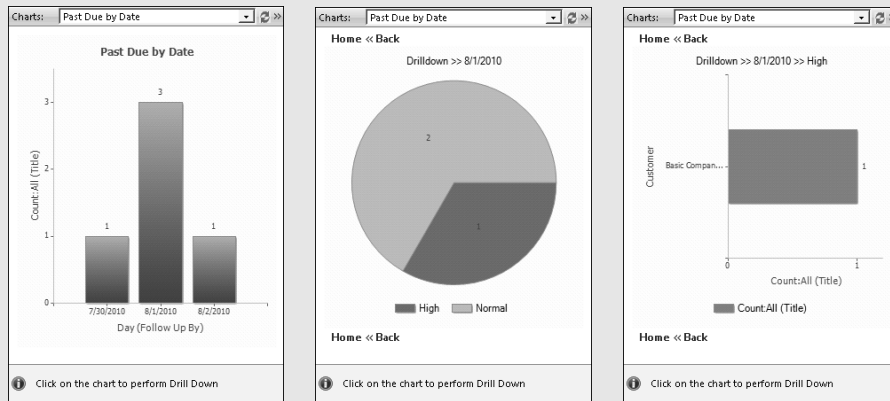 Charts: Past Due by Date
Past Due by Date
3
3
2
1
1
1
0
Count:All (Title)
7/30/2010 8/1/2010 8/2/2010
Day (Follow Up By)
Click on the chart to perform Drill Down
Charts: Past Due by Date
Home << Back
Drilldown >> 8/1/2010
2
1
High Normal
Home << Back
Click on the chart to perform Drill Down
Charts: Past Due by Date
Home << Back
Drilldown >> 8/1/2010 >> High
Customer
Basic Compan... 1
0 1
Count:All (Title)
Count:All (Title)
Home << Back
Click on the chart to perform Drill Down